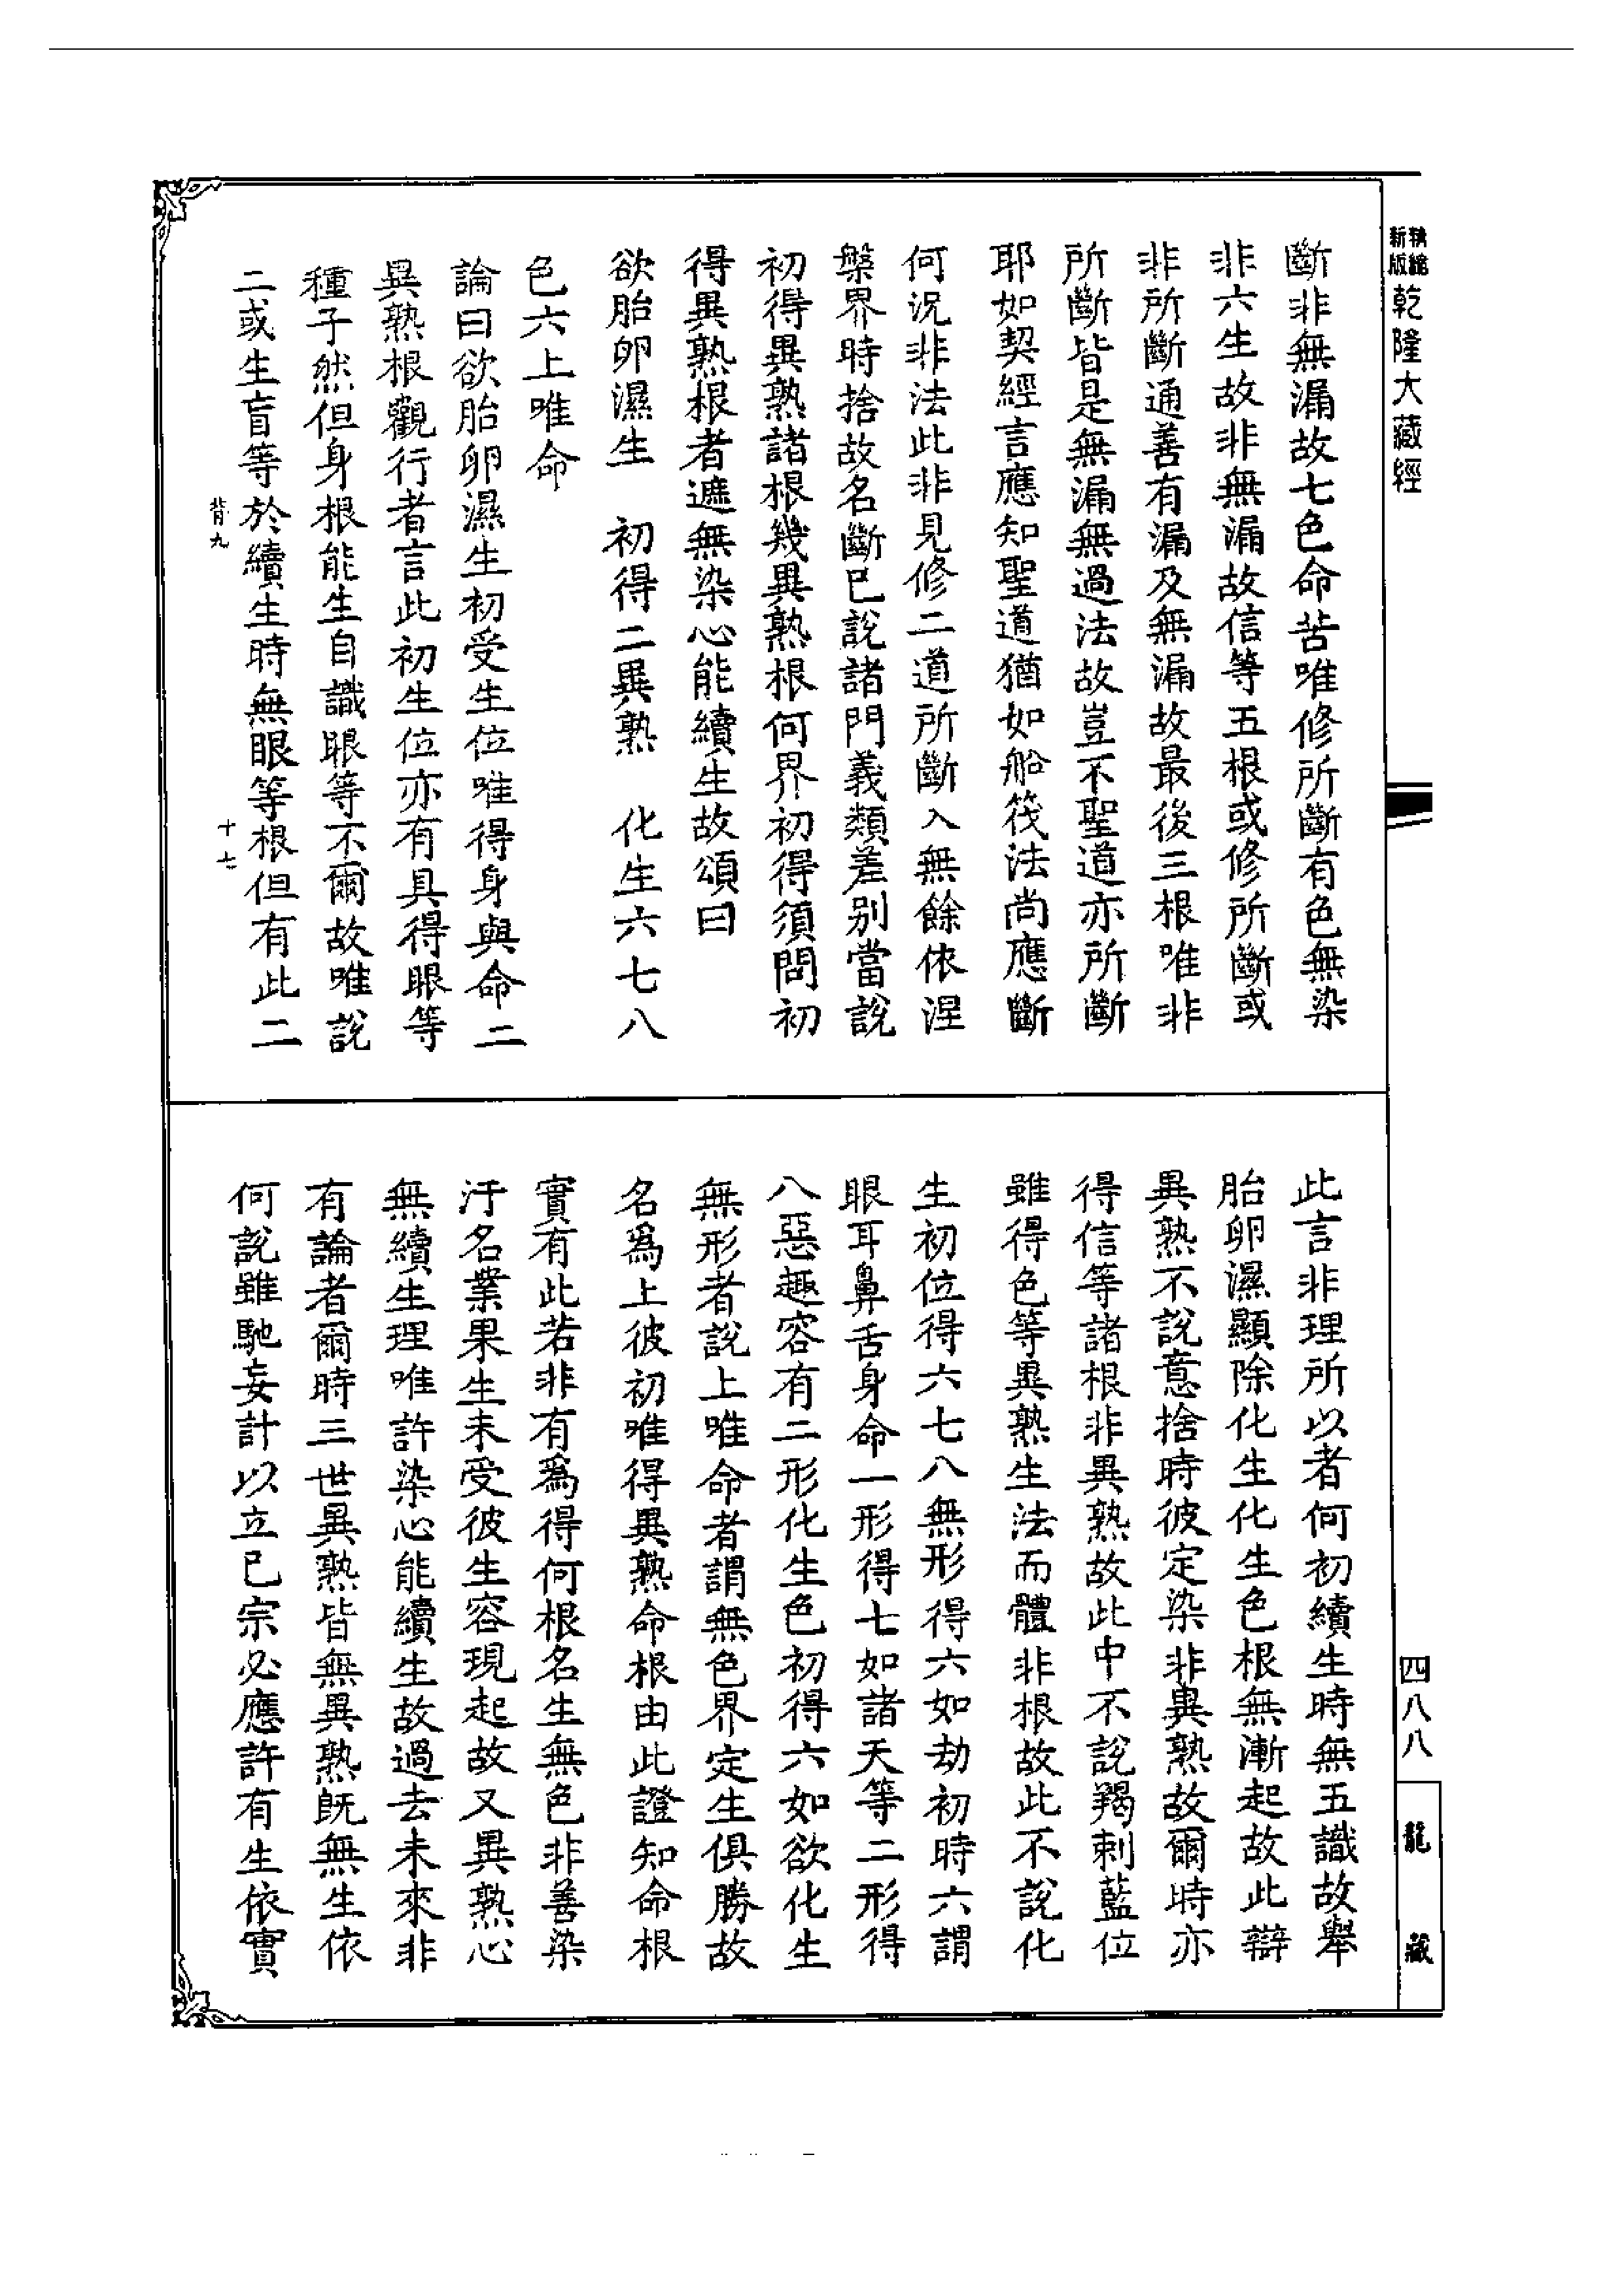 精縮新版乾隆大藏經
斷非無漏故七色命苦唯修所斷有色無染
非六生故非無漏故信等五根或修所斷或
非所斷通善有漏及無漏故最後三根唯非
所斷皆是無漏無過法故豈不聖道亦所斷
耶如契經言應知聖道猶如船筏法尚應斷
何況非法此非見修二道所斷入無餘依涅
槃界時捨故名斷已說諸門義類差別當說
初得異熟諸根幾異熟根何界初得須問初
得異熟根者遮無染心能續生故頌曰
欲胎卵濕生　初得二異熟　化生六七八
色六上唯命
論曰欲胎卵濕生初受生位唯得身與命二
異熟根觀行者言此初生位亦有具得眼等
種子然但身根能生自識眼等不爾故唯說
二或生盲等於續生時無眼等根但有此二
背九　十七
此言非理所以者何初續生時無五識故舉
胎卵濕顯除化生化生色根無漸起故此辯
異熟不說意捨時彼定染非異熟故爾時亦
得信等諸根非異熟故此中不說羯剌藍位
雖得色等異熟生法而體非根故此不說化
生初位得六七八無形得六如劫初時六謂
眼耳鼻舌身命一形得七如諸天等二形得
八惡趣容有二形化生色初得六如欲化生
無形者說上唯命者謂無色界定生俱勝故
名爲上彼初唯得異熟命根由此證知命根
實有此若非有爲得何根名生無色非善染
汙名業果生未受彼生容現起故又異熟心
無續生理唯許染心能續生故過去未來非
有論者爾時三世異熟皆無異熟既無生依
何說雖馳妄計以立已宗必應許有生依實
四八八
龍藏